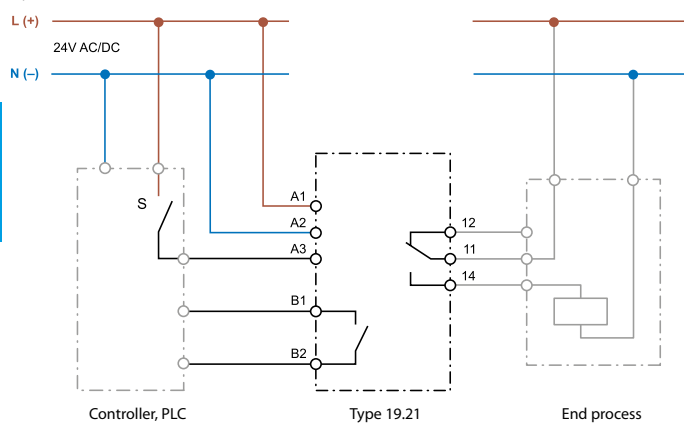 L (+)
24V AC/DC
N (–)
S
A1
A2
A3
B1
B2
12
11
14
Controller, PLC
Type 19.21
End process